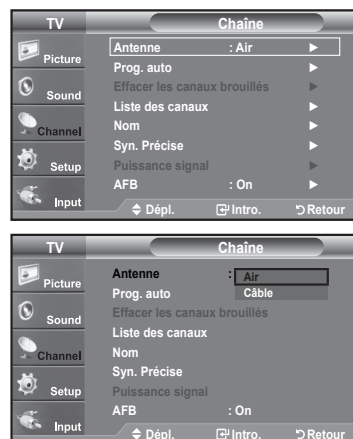 TV Chaîne
Picture
Sound
Channel
Setup
Input
Antenne : Air ►
Prog. auto ►
Effacer les canaux brouillés ►
Liste des canaux ►
Nom ►
Syn. Précise ►
Puissance signal ►
AFB : On ►
Dépl. Intro. Retour
TV Chaîne
Picture
Sound
Channel
Setup
Input
Antenne : Air
Câble
Prog. auto
Effacer les canaux brouillés
Liste des canaux
Nom
Syn. Précise
Puissance signal
AFB : On
Dépl. Intro. Retour